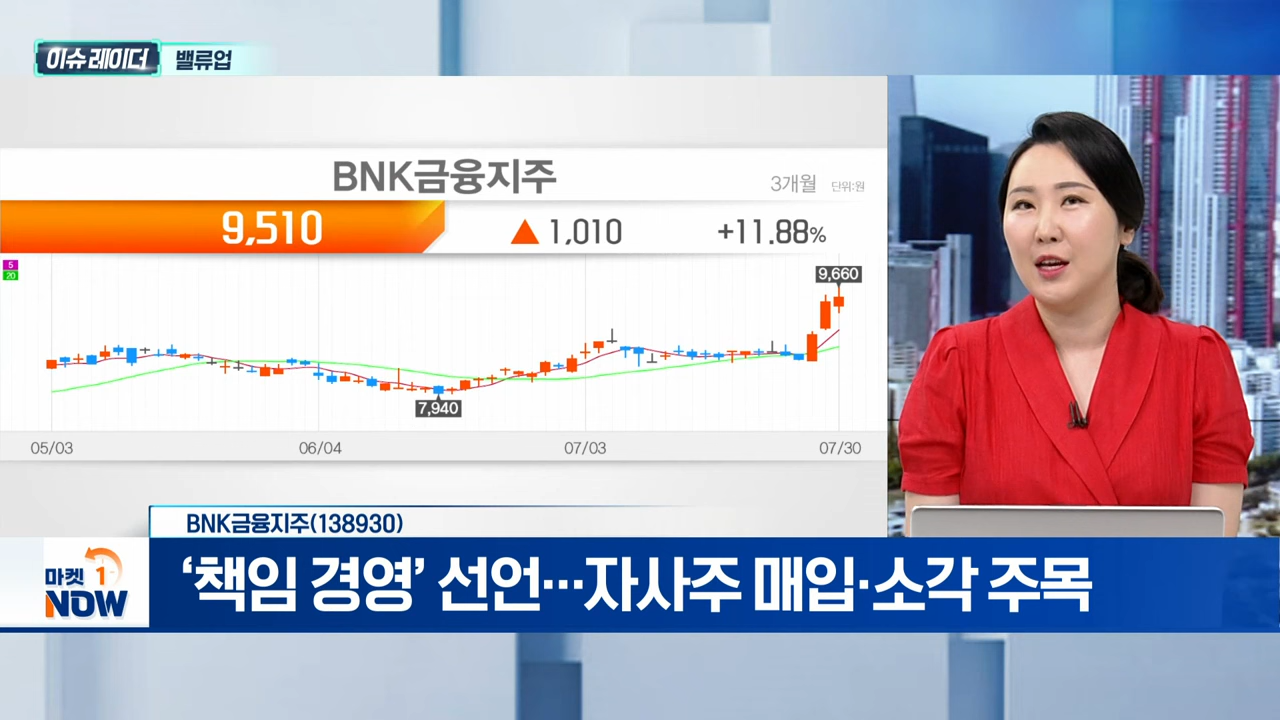 이슈 레이더 밸류업
BNK금융지주
3개월 단위:원
9,510 ▲ 1,010 +11.88%
5
20
9,660
7,940
05/03 06/04 07/03 07/30
BNK금융지주(138930)
마켓 1
NOW
‘책임 경영’ 선언…자사주 매입·소각 주목